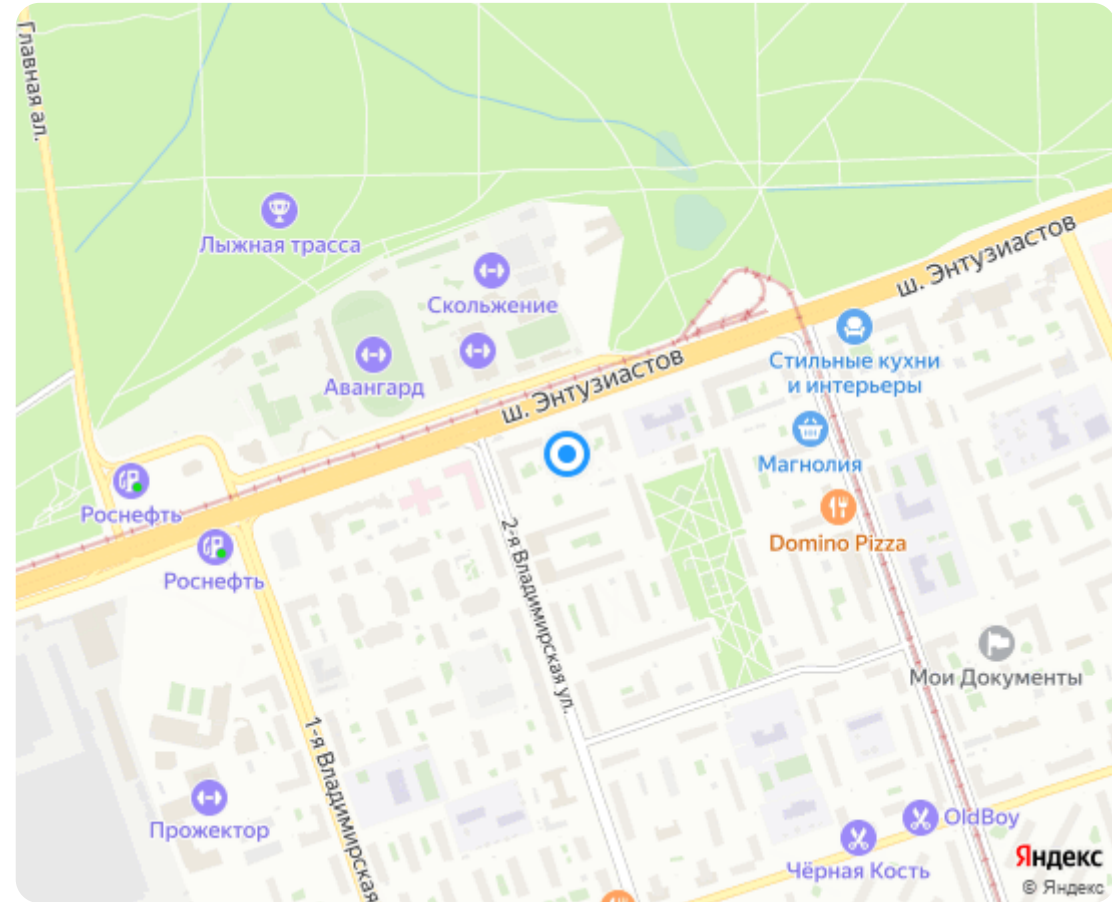 Главная ал.
Лыжная трасса
Скольжение
Авангард
ш. Энтузиастов
ш. Энтузиастов
Стильные кухни
и интерьеры
Магнолия
Роснефть
Domino Pizza
Роснефть
2-я Владимирская ул.
Мои Документы
1-я Владимирская
Прожектор
OldBoy
Чёрная Кость
Яндекс
© Яндекс